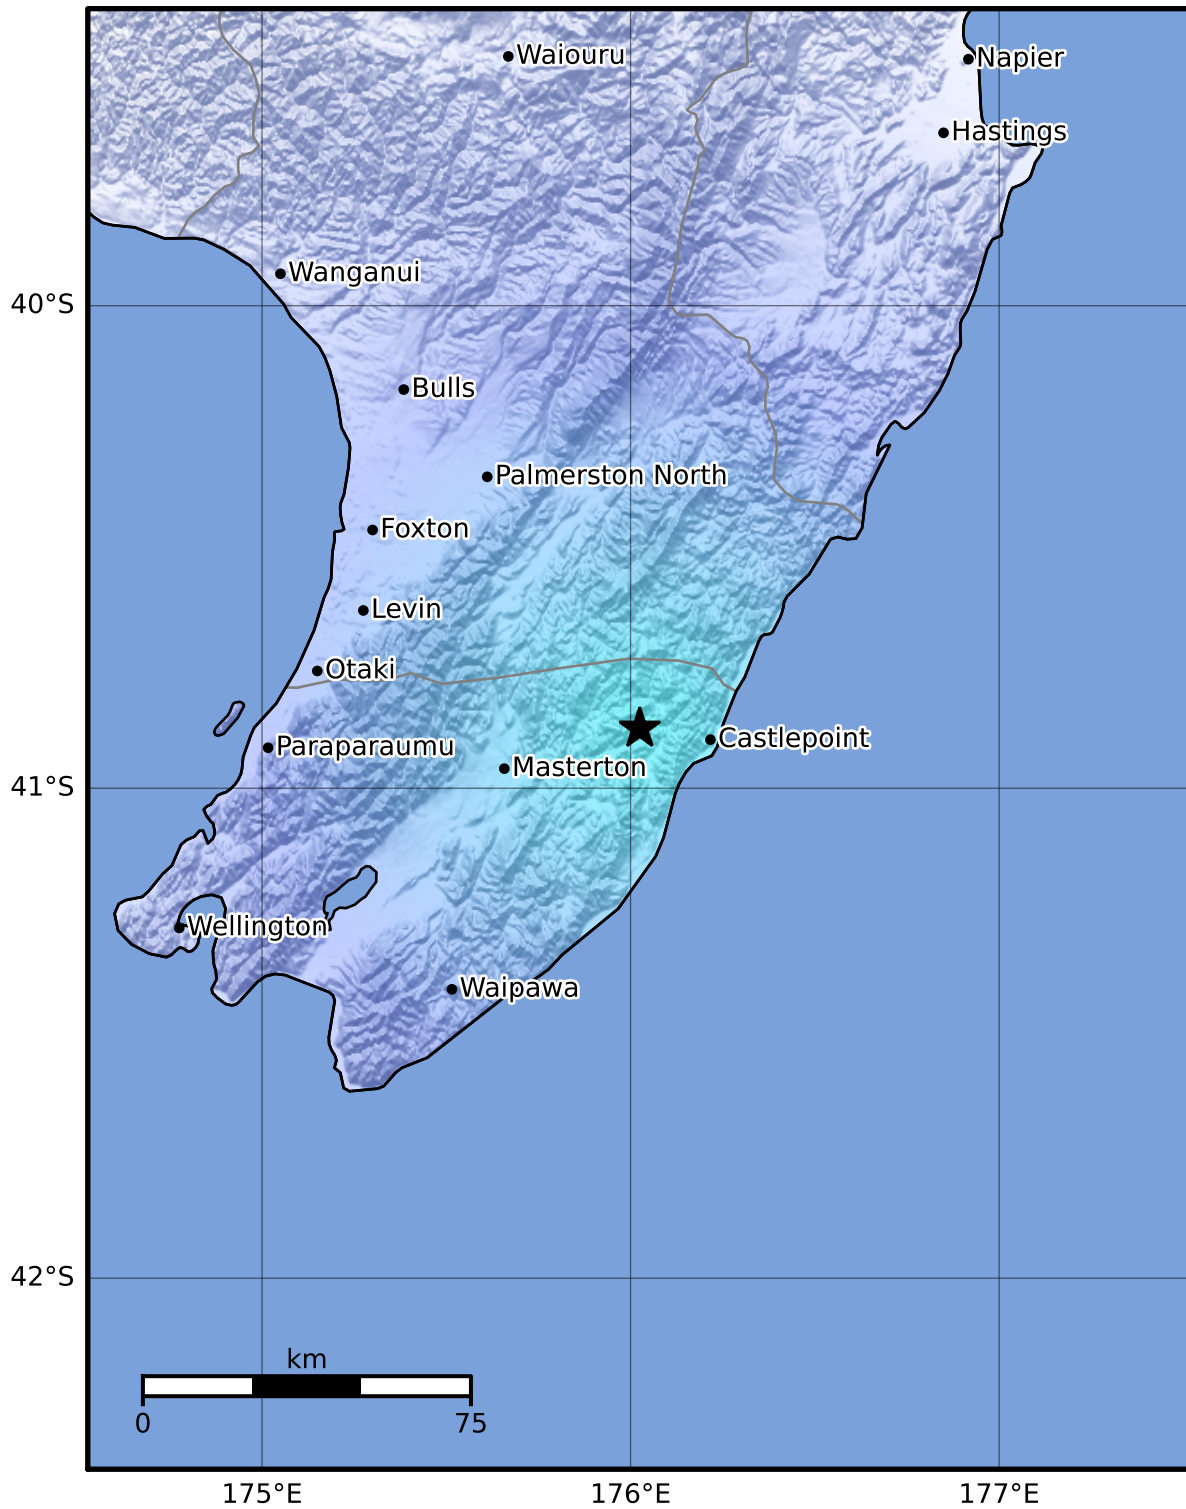 Waiouru
Napier
Hastings
Wanganui
40°S
Bulls
Palmerston North
Foxton
Levin
Otaki
Castlepoint
Paraparaumu
Masterton
41°S
Wellington
Waipawa
42°S
km
0
75
175°E
176°E
177°E